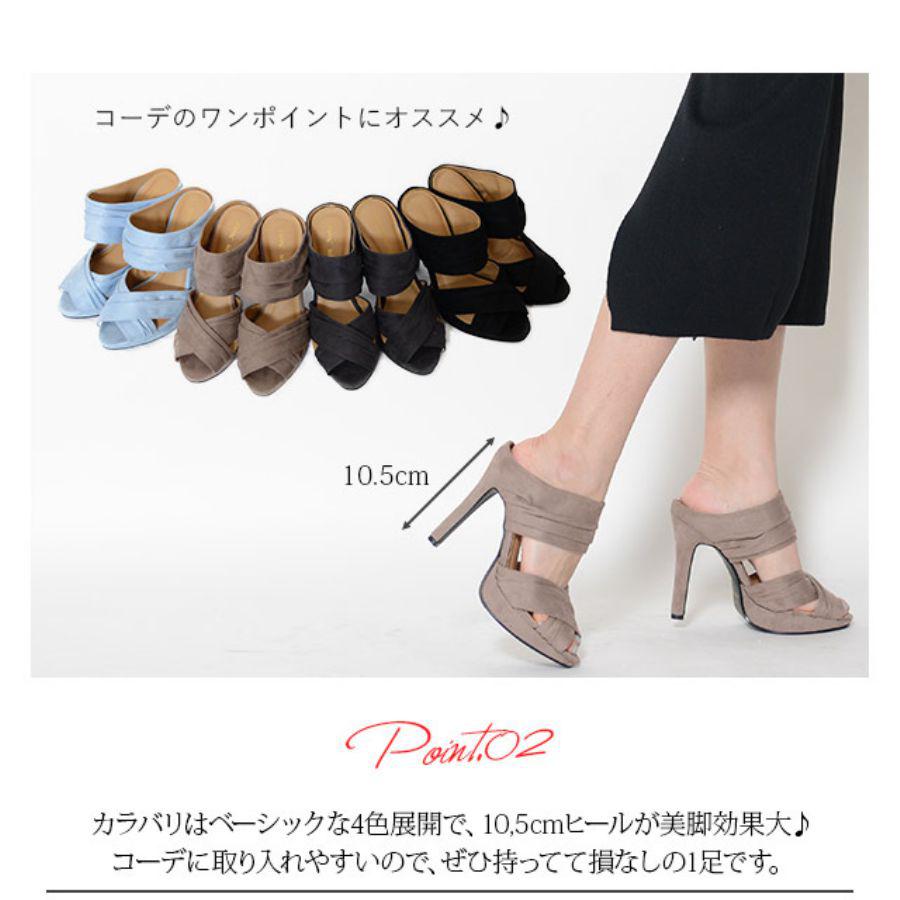 コーデのワンポイントにオススメ♪
10.5cm
Point.02
カラバリはベーシックな4色展開で、10,5cmヒールが美脚効果大♪
コーデに取り入れやすいので、ぜひ持ってて損なしの1足です。